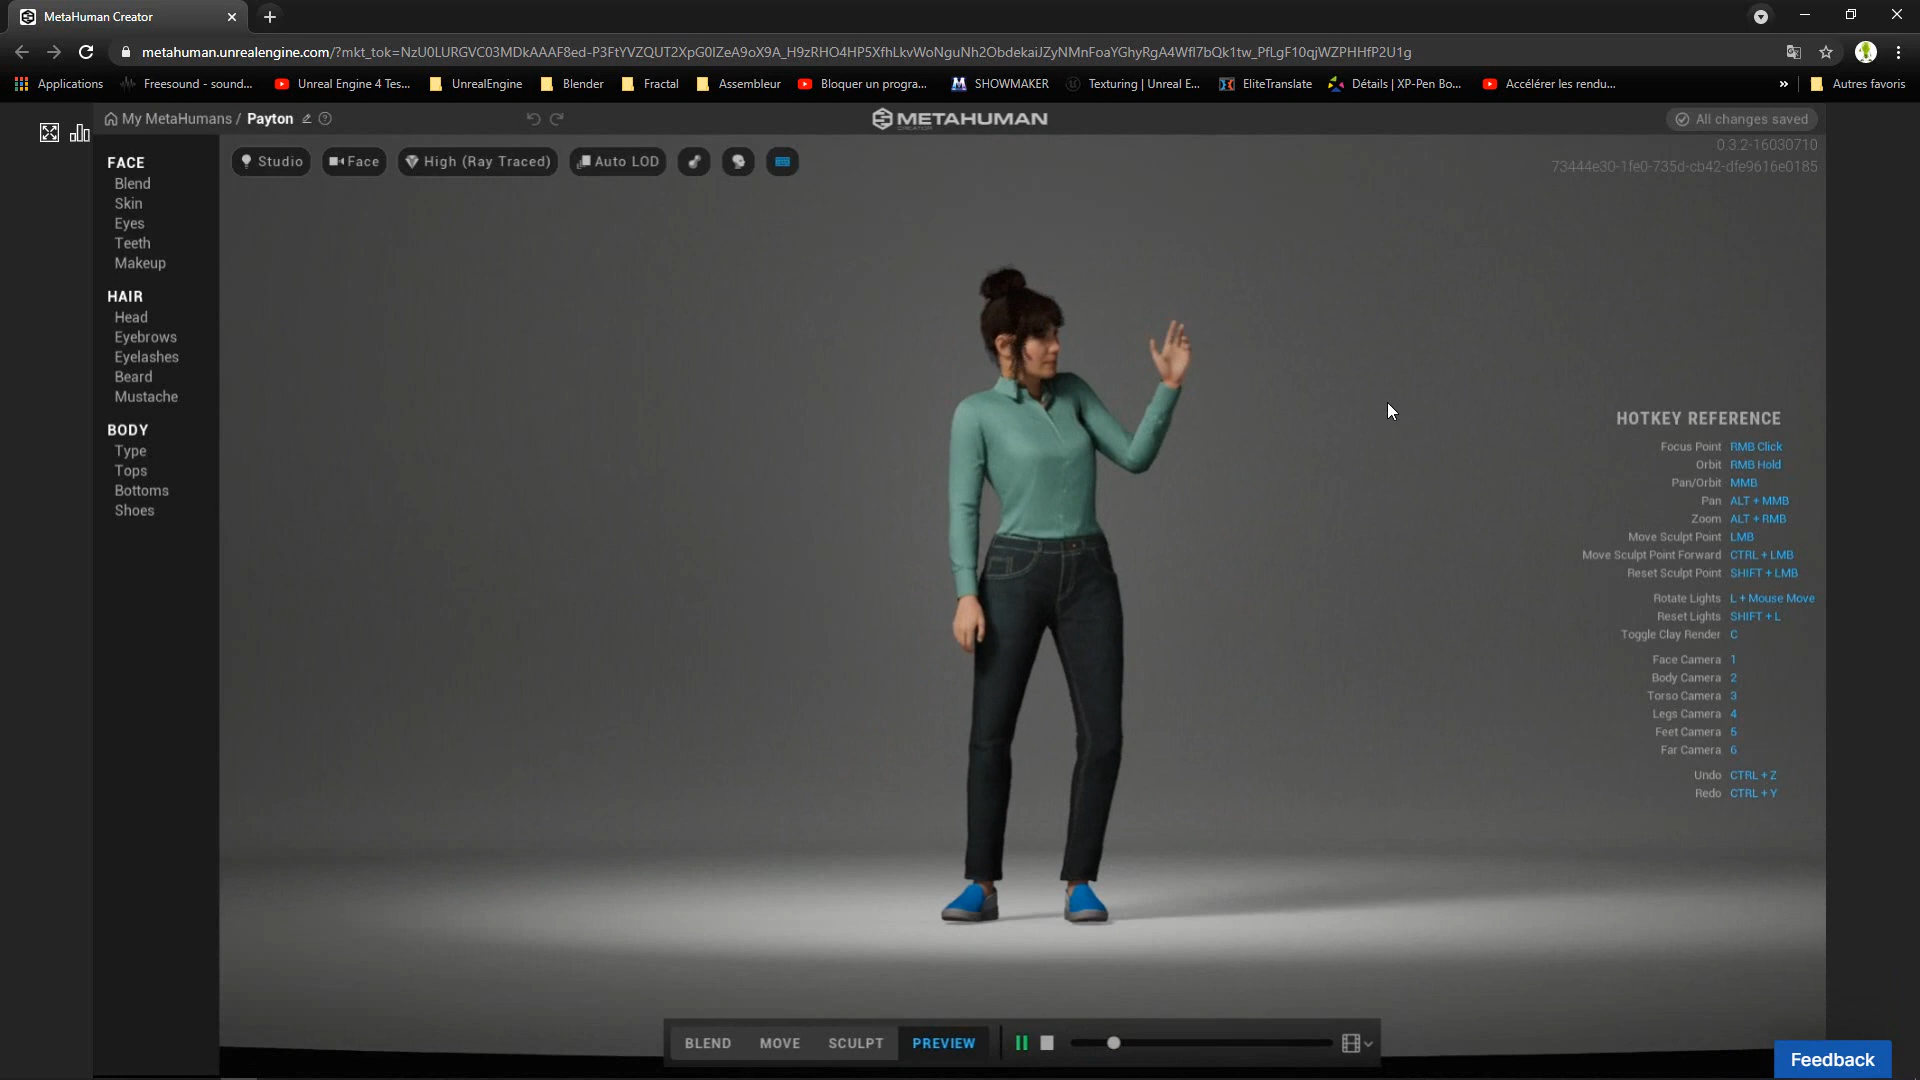 MetaHuman Creator
metahuman.unrealengine.com/?mkt_tok=NzU0LURGVC03MDkAAAF8ed-P3FtYVZQUT2XpG0IZeA9oX9A_H9zRHO4HP5XfhLkvWoNguNh2ObdekaiJZyNMnFoaYGhyRgA4Wfl7bQk1tw_PfLgF10qjWZPHHfP2U1g
Applications
Freesound - sound...
Unreal Engine 4 Tes...
UnrealEngine
Blender
Fractal
Assembleur
Bloquer un progra...
SHOWMAKER
Texturing | Unreal E...
EliteTranslate
Détails | XP-Pen Bo...
Accélérer les rendu...
»
Autres favoris
My MetaHumans / Payton
METAHUMAN
CREATOR
All changes saved
0.3.2-16030710
73444e30-1fe0-735d-cb42-dfe9616e0185
Studio
Face
High (Ray Traced)
Auto LOD
FACE
Blend
Skin
Eyes
Teeth
Makeup
HAIR
Head
Eyebrows
Eyelashes
Beard
Mustache
BODY
Type
Tops
Bottoms
Shoes
HOTKEY REFERENCE
Focus Point RMB Click
Orbit RMB Hold
Pan/Orbit MMB
Pan ALT + MMB
Zoom ALT + RMB
Move Sculpt Point LMB
Move Sculpt Point Forward CTRL + LMB
Reset Sculpt Point SHIFT + LMB
Rotate Lights L + Mouse Move
Reset Lights SHIFT + L
Toggle Clay Render C
Face Camera 1
Body Camera 2
Torso Camera 3
Legs Camera 4
Feet Camera 5
Far Camera 6
Undo CTRL + Z
Redo CTRL + Y
BLEND
MOVE
SCULPT
PREVIEW
Feedback